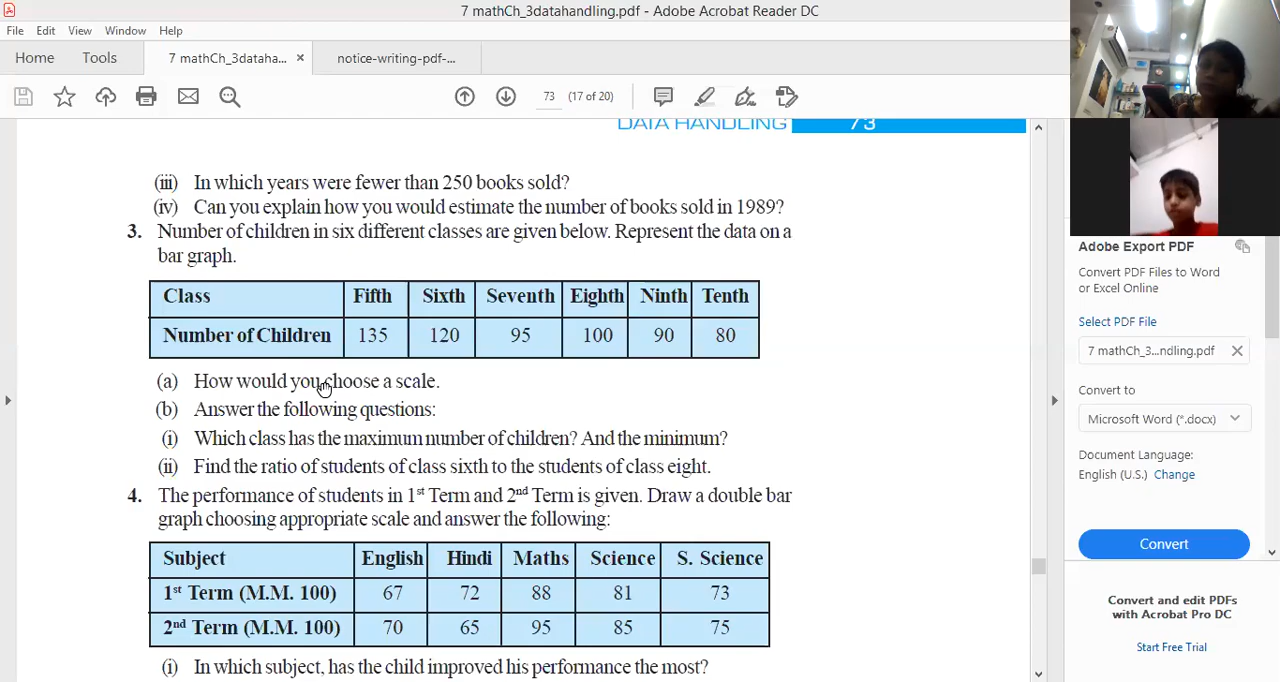 7 mathCh_3datahandling.pdf - Adobe Acrobat Reader DC
File Edit View Window Help
Home Tools 7 mathCh_3dataha... × notice-writing-pdf-...
73 (17 of 20)
DATA HANDLING 73
(iii) In which years were fewer than 250 books sold?
(iv) Can you explain how you would estimate the number of books sold in 1989?
3. Number of children in six different classes are given below. Represent the data on a
bar graph.
Class Fifth Sixth Seventh Eighth Ninth Tenth
Number of Children 135 120 95 100 90 80
(a) How would you choose a scale.
(b) Answer the following questions:
(i) Which class has the maximum number of children? And the minimum?
(ii) Find the ratio of students of class sixth to the students of class eight.
4. The performance of students in 1st Term and 2nd Term is given. Draw a double bar
graph choosing appropriate scale and answer the following:
Subject English Hindi Maths Science S. Science
1st Term (M.M. 100) 67 72 88 81 73
2nd Term (M.M. 100) 70 65 95 85 75
(i) In which subject, has the child improved his performance the most?
Adobe Export PDF
Convert PDF Files to Word
or Excel Online
Select PDF File
7 mathCh_3...ndling.pdf ×
Convert to
Microsoft Word (*.docx)
Document Language:
English (U.S.) Change
Convert
Convert and edit PDFs
with Acrobat Pro DC
Start Free Trial